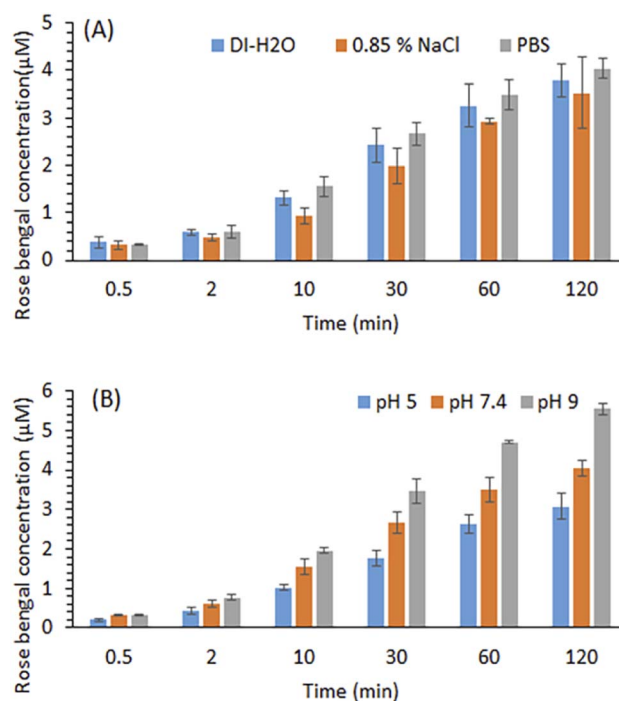 (A)
DI-H2O 0.85 % NaCl PBS
Rose bengal concentration(µM)
5
4
3
2
1
0
0.5 2 10 30 60 120
Time (min)
(B)
pH 5 pH 7.4 pH 9
Rose bengal concentration (µM)
6
5
4
3
2
1
0
0.5 2 10 30 60 120
Time (min)